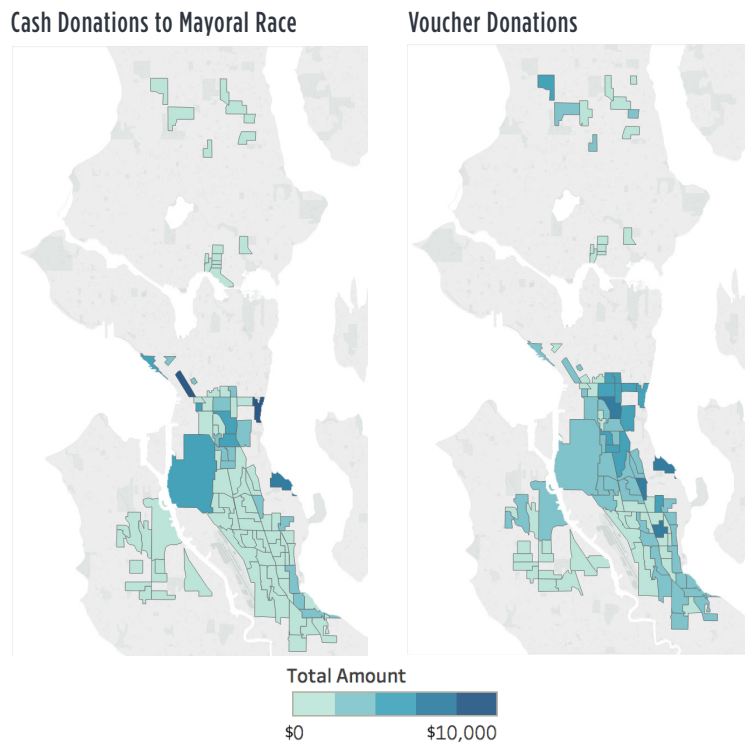 Cash Donations to Mayoral Race
Voucher Donations
Total Amount
$0
$10,000